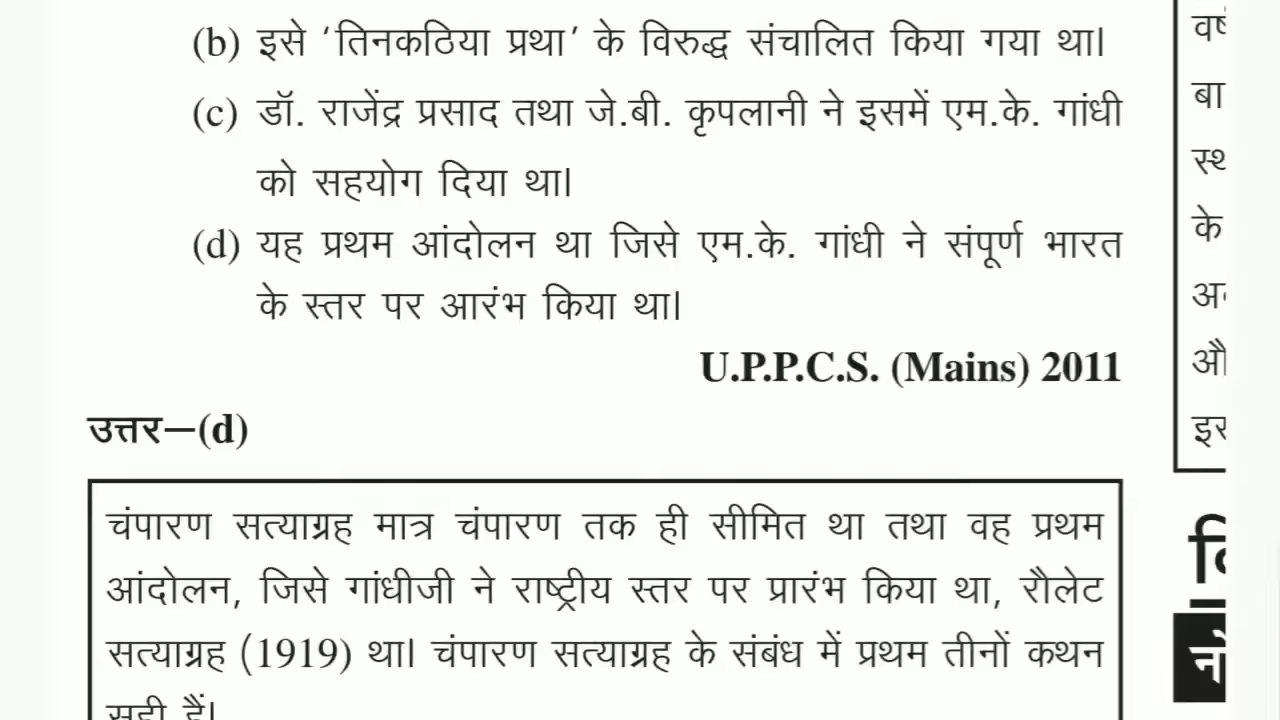 (b) इसे 'तिनकठिया प्रथा' के विरुद्ध संचालित किया गया था।
(c) डॉ. राजेंद्र प्रसाद तथा जे.बी. कृपलानी ने इसमें एम.के. गांधी
को सहयोग दिया था।
(d) यह प्रथम आंदोलन था जिसे एम.के. गांधी ने संपूर्ण भारत
के स्तर पर आरंभ किया था।
U.P.P.C.S. (Mains) 2011
उत्तर—(d)
चंपारण सत्याग्रह मात्र चंपारण तक ही सीमित था तथा वह प्रथम
आंदोलन, जिसे गांधीजी ने राष्ट्रीय स्तर पर प्रारंभ किया था, रौलेट
सत्याग्रह (1919) था। चंपारण सत्याग्रह के संबंध में प्रथम तीनों कथन
सही हैं।
बा
के
औ